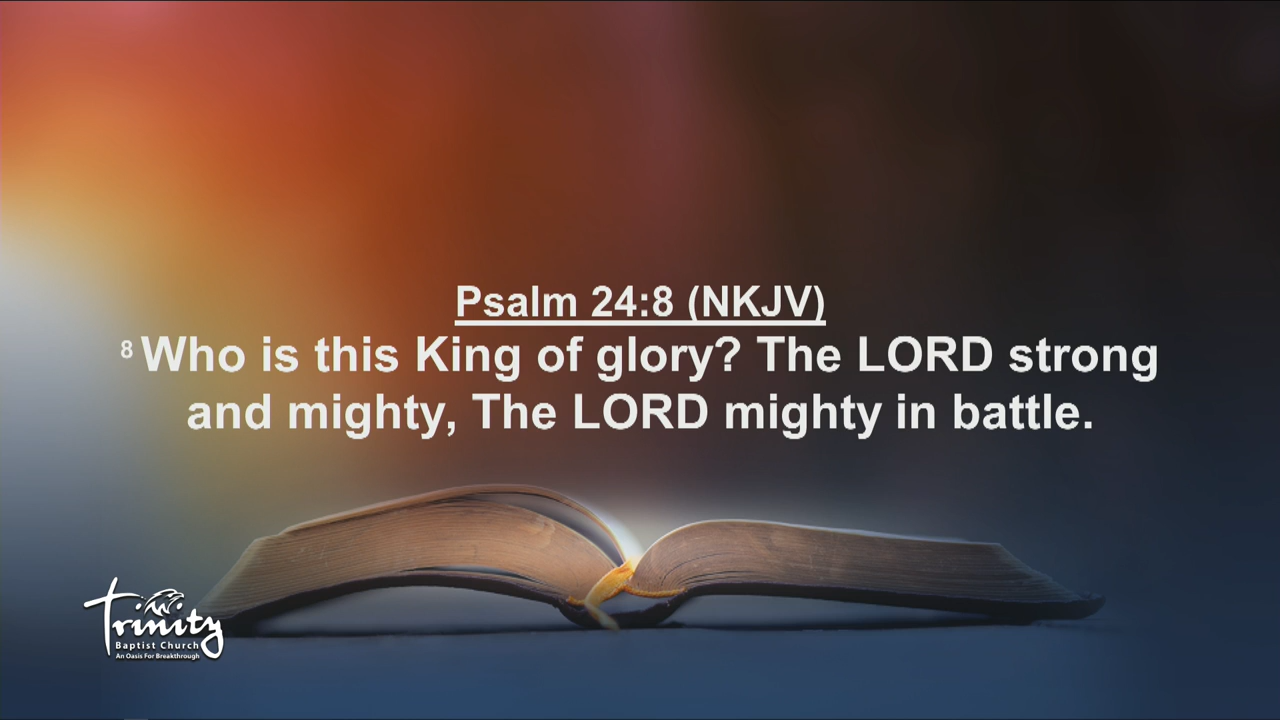 Psalm 24:8 (NKJV)
8 Who is this King of glory? The LORD strong
and mighty, The LORD mighty in battle.
Trinity
Baptist Church
An Oasis For Breakthrough